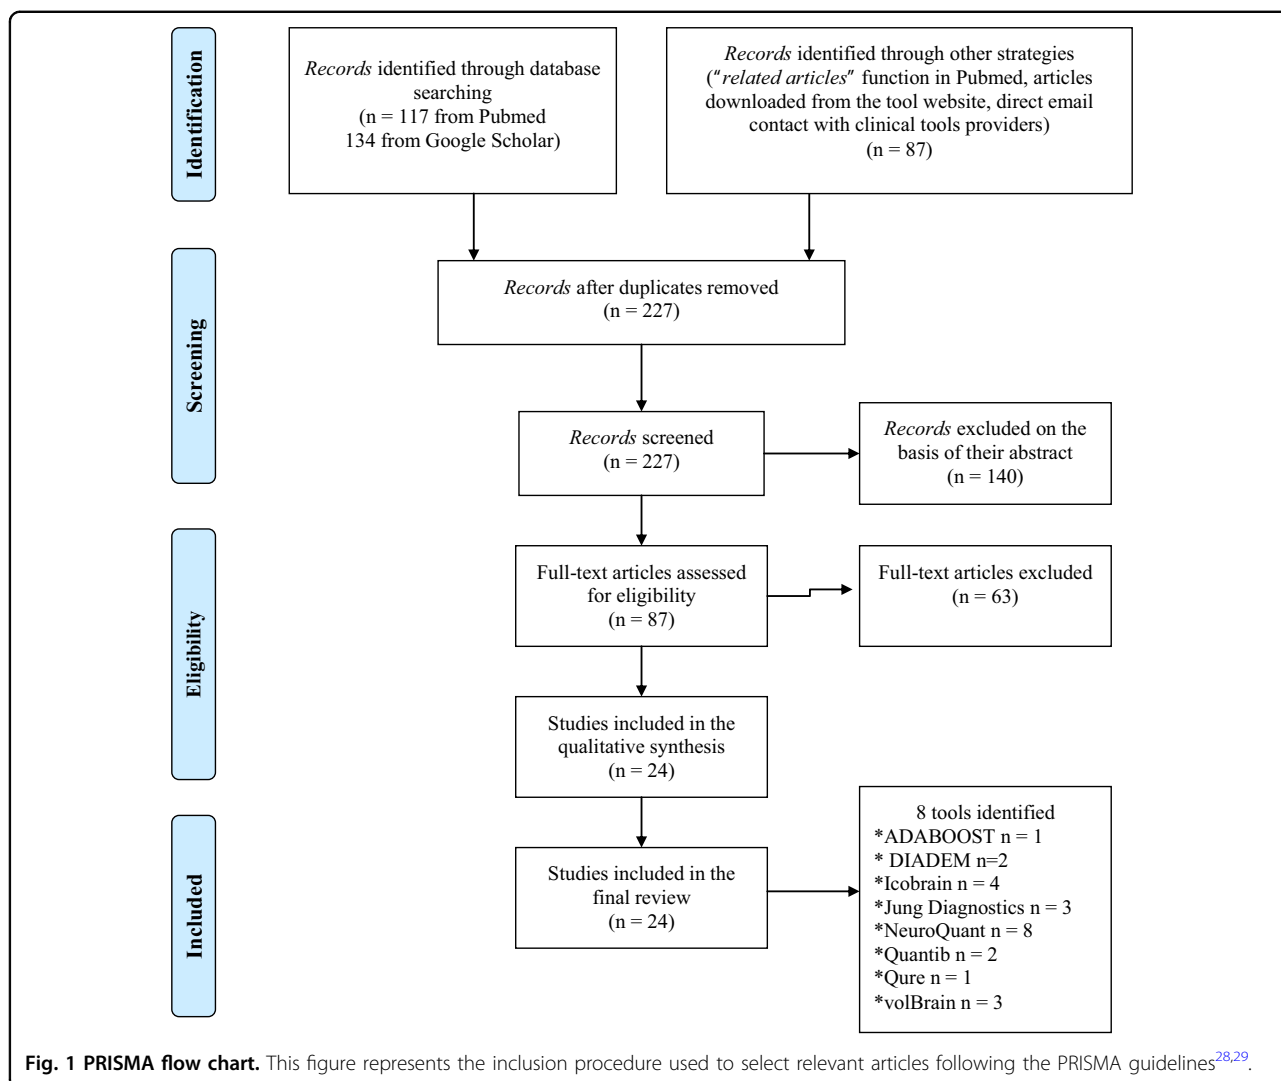 Identification
Records identified through database
searching
(n = 117 from Pubmed
134 from Google Scholar)
Records identified through other strategies
("related articles" function in Pubmed, articles
downloaded from the tool website, direct email
contact with clinical tools providers)
(n = 87)
Screening
Records after duplicates removed
(n = 227)
Records screened
(n = 227)
Records excluded on the
basis of their abstract
(n = 140)
Eligibility
Full-text articles assessed
for eligibility
(n = 87)
Full-text articles excluded
(n = 63)
Studies included in the
qualitative synthesis
(n = 24)
Included
Studies included in the
final review
(n = 24)
8 tools identified
*ADABOOST n = 1
* DIADEM n=2
*Icobrain n = 4
*Jung Diagnostics n = 3
*NeuroQuant n = 8
*Quantib n = 2
*Qure n = 1
*volBrain n = 3
Fig. 1 PRISMA flow chart. This figure represents the inclusion procedure used to select relevant articles following the PRISMA guidelines28,29.